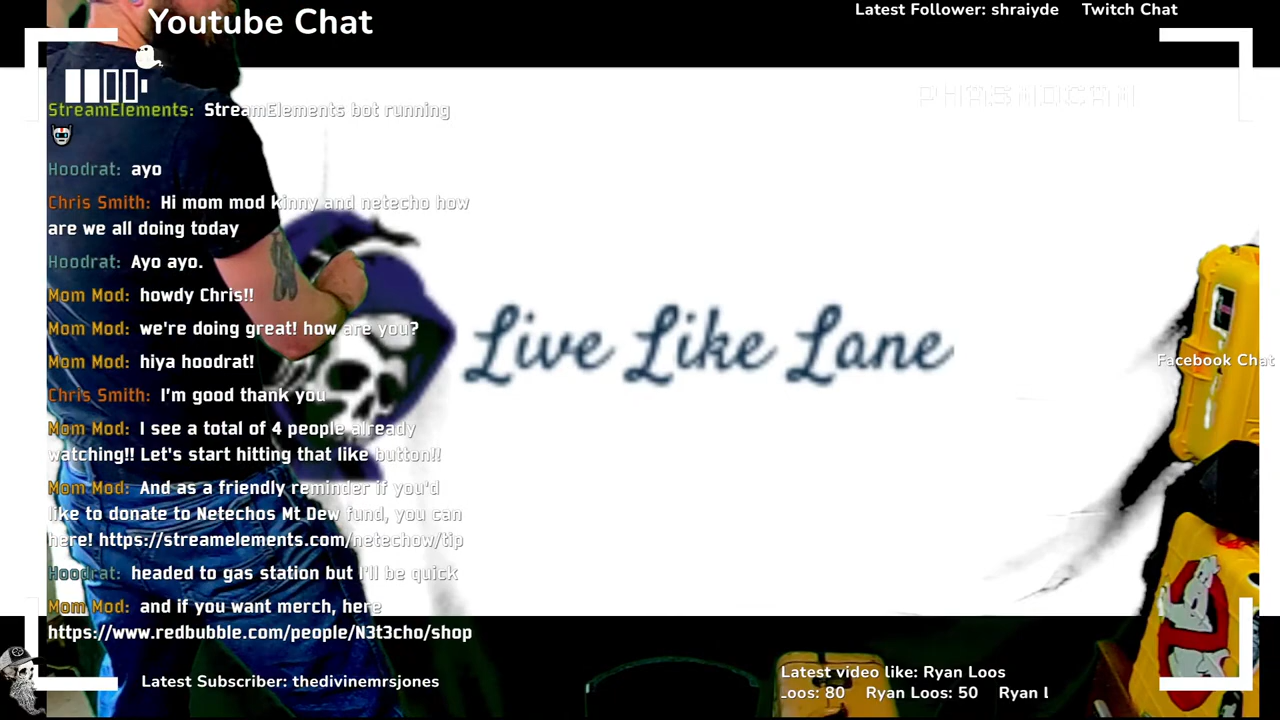 Youtube Chat
Latest Follower: shraiyde
Twitch Chat
PHASMOCAM
StreamElements: StreamElements bot running
Hoodrat: ayo
Chris Smith: Hi mom mod kinny and netecho how
are we all doing today
Hoodrat: Ayo ayo.
Mom Mod: howdy Chris!!
Mom Mod: we're doing great! how are you?
Mom Mod: hiya hoodrat!
Chris Smith: I'm good thank you
Mom Mod: I see a total of 4 people already
watching!! Let's start hitting that like button!!
Mom Mod: And as a friendly reminder if you'd
like to donate to Netechos Mt Dew fund, you can
here! https://streamelements.com/netechow/tip
Hoodrat: headed to gas station but I'll be quick
Mom Mod: and if you want merch, here
https://www.redbubble.com/people/N3t3cho/shop
Live Like Lane
Facebook Chat
Latest Subscriber: thedivinemrsjones
Latest video like: Ryan Loos
oos: 80 Ryan Loos: 50 Ryan l